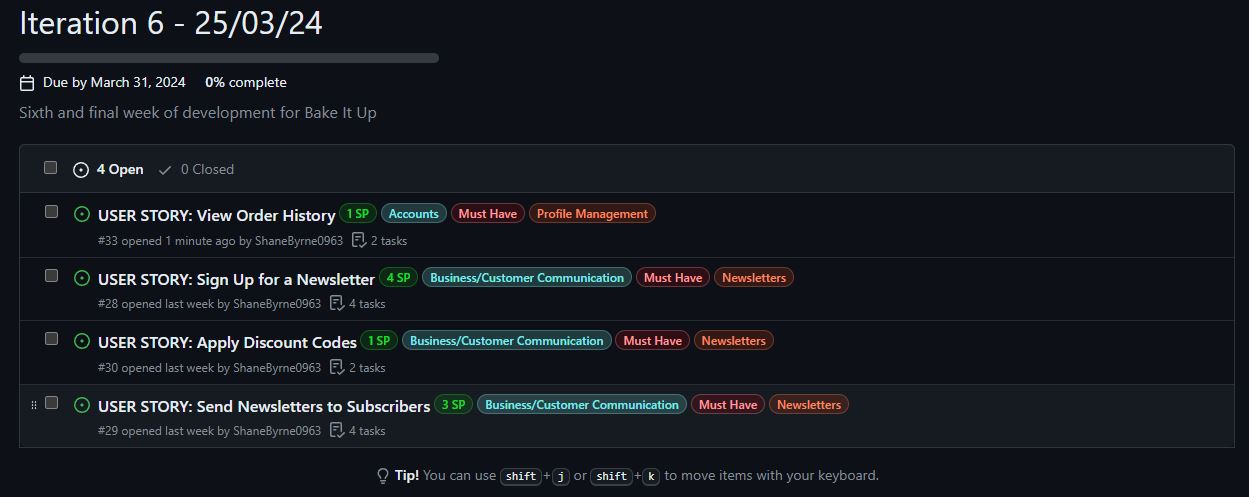 Iteration 6 - 25/03/24
Due by March 31, 2024 0% complete
Sixth and final week of development for Bake It Up
4 Open 0 Closed
USER STORY: View Order History 1 SP Accounts Must Have Profile Management
#33 opened 1 minute ago by ShaneByrne0963 2 tasks
USER STORY: Sign Up for a Newsletter 4 SP Business/Customer Communication Must Have Newsletters
#28 opened last week by ShaneByrne0963 4 tasks
USER STORY: Apply Discount Codes 1 SP Business/Customer Communication Must Have Newsletters
#30 opened last week by ShaneByrne0963 2 tasks
USER STORY: Send Newsletters to Subscribers 3 SP Business/Customer Communication Must Have Newsletters
#29 opened last week by ShaneByrne0963 4 tasks
Tip! You can use shift+j or shift+k to move items with your keyboard.